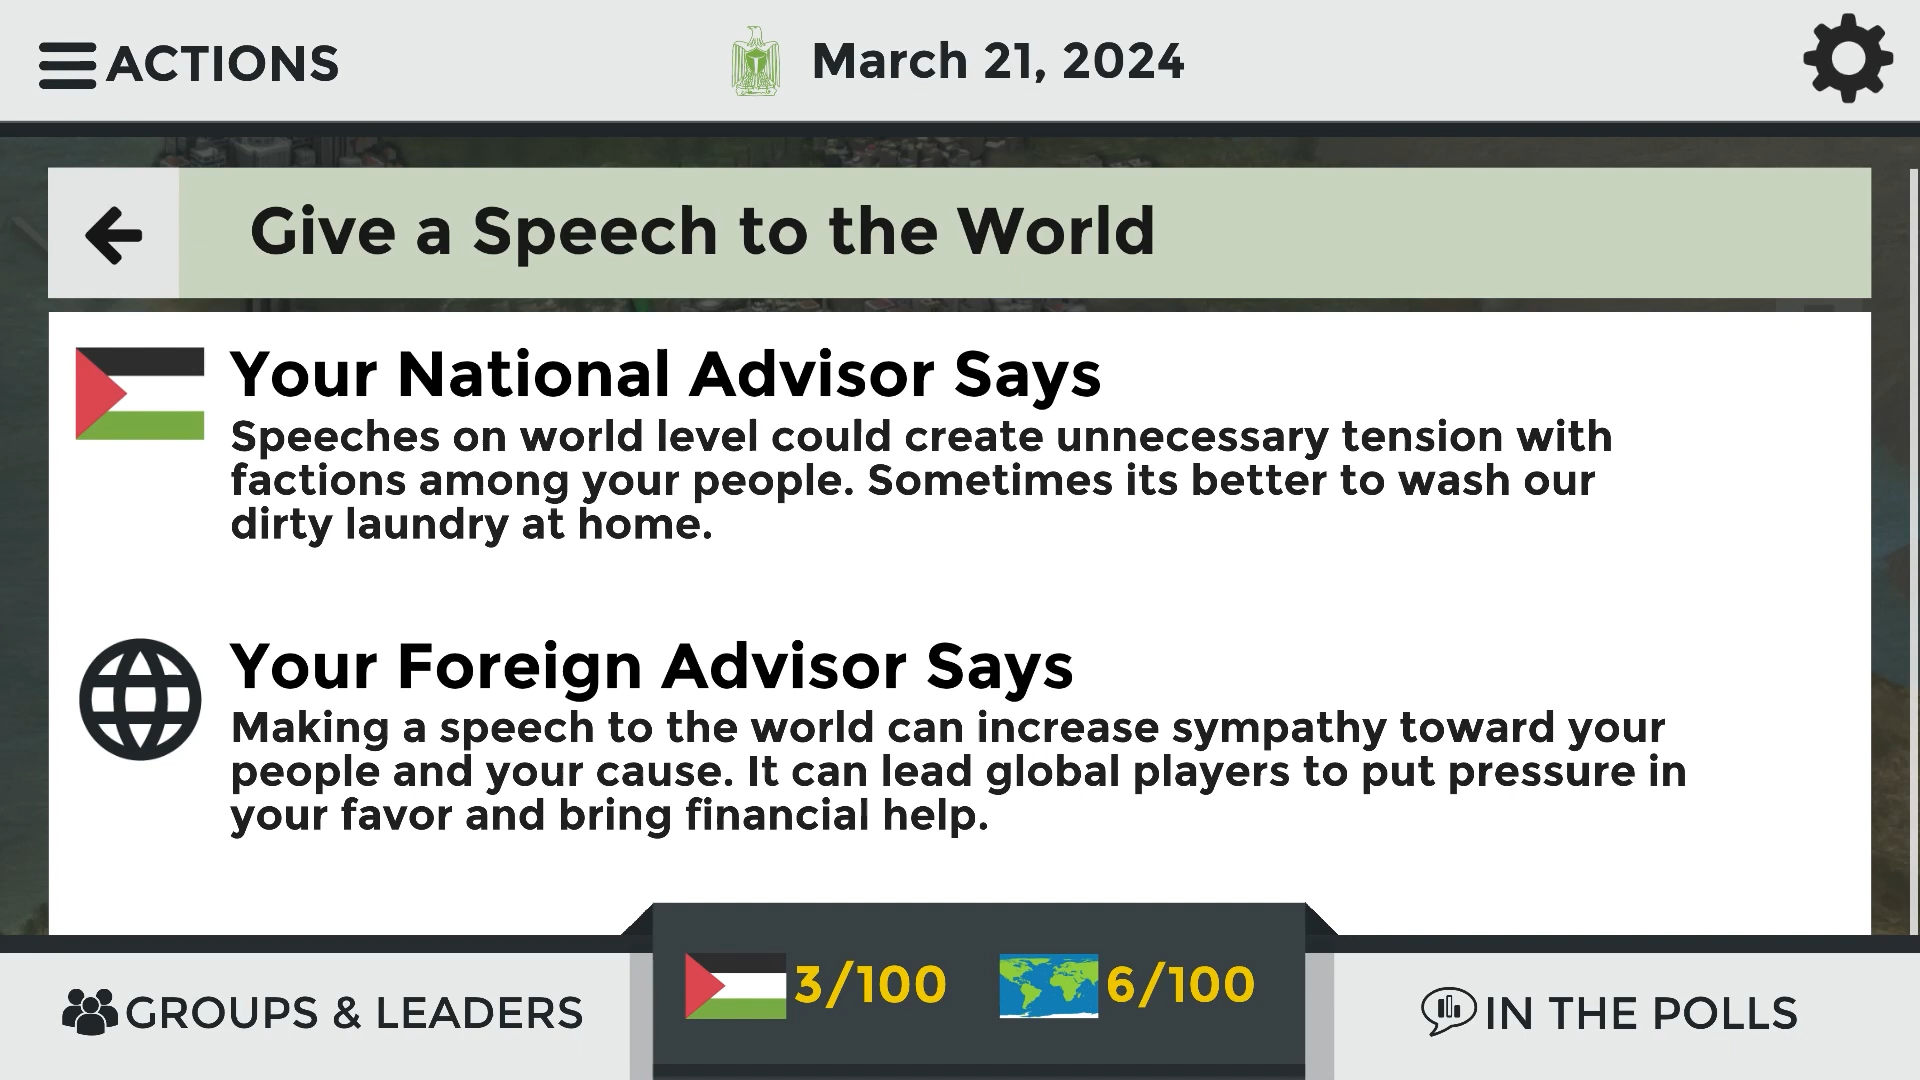 ACTIONS
March 21, 2024
Give a Speech to the World
Your National Advisor Says
Speeches on world level could create unnecessary tension with
factions among your people. Sometimes its better to wash our
dirty laundry at home.
Your Foreign Advisor Says
Making a speech to the world can increase sympathy toward your
people and your cause. It can lead global players to put pressure in
your favor and bring financial help.
3/100
6/100
GROUPS & LEADERS
IN THE POLLS